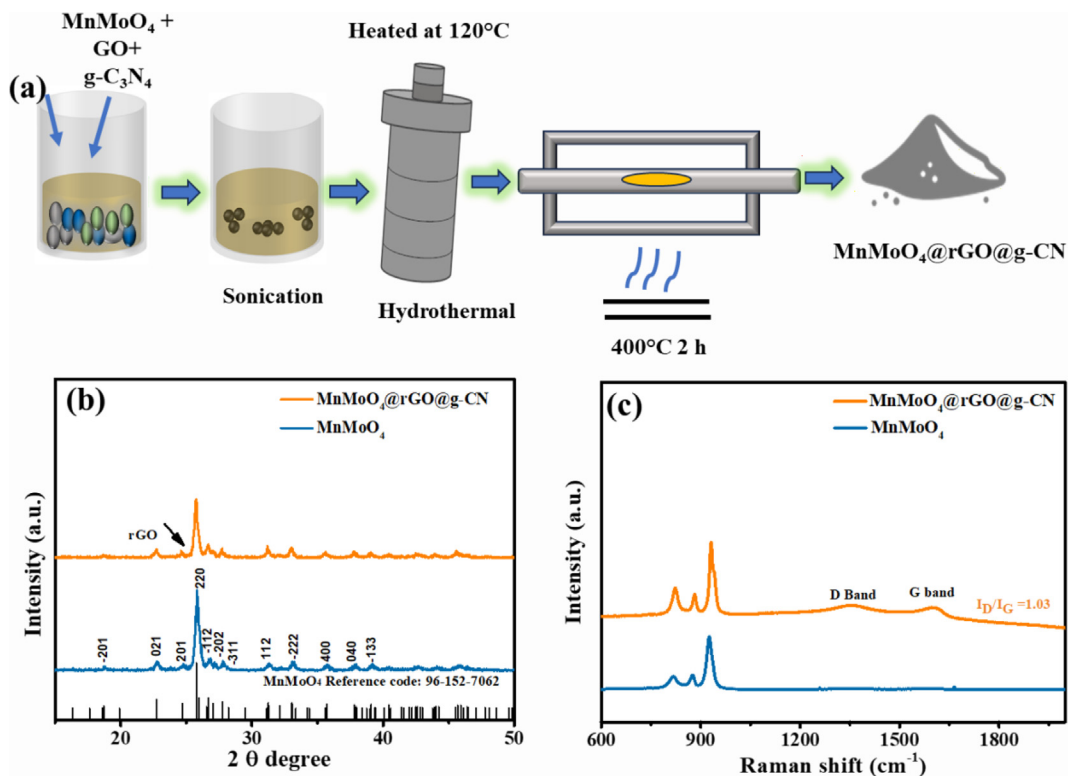 MnMoO₄ +
GO+
g-C₃N₄
Heated at 120°C
(a)
Sonication
Hydrothermal
400°C 2 h
MnMoO₄@rGO@g-CN
(b)
MnMoO₄@rGO@g-CN
MnMoO₄
Intensity (a.u.)
rGO
-201
021
201
220
-112
-202
-311
112
-222
400
040
-133
MnMoO₄ Reference code: 96-152-7062
20 30 40 50
2 θ degree
(c)
MnMoO₄@rGO@g-CN
MnMoO₄
Intensity (a.u.)
D Band
G band
I_D/I_G =1.03
600 900 1200 1500 1800
Raman shift (cm⁻¹)